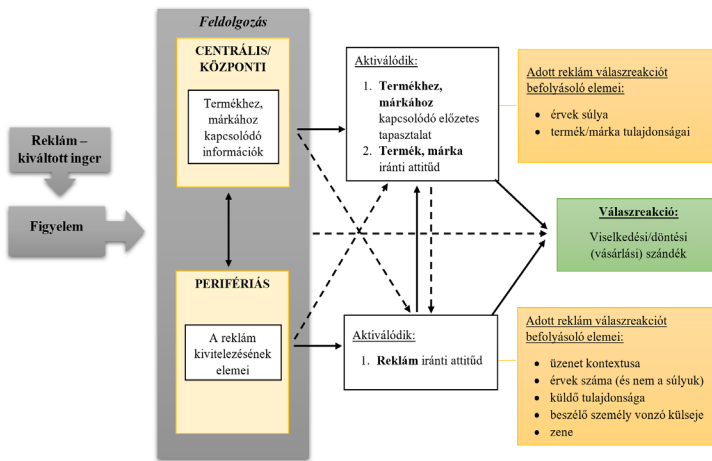 Feldolgozás
Reklám –
kiváltott inger
Figyelem
CENTRÁLIS/
KÖZPONTI
Termékhez,
márkához
kapcsolódó
információk
PERIFÉRIÁS
A reklám
kivitelezésének
elemei
Aktiválódik:
1. Termékhez,
márkához
kapcsolódó előzetes
tapasztalat
2. Termék, márka
iránti attitűd
Aktiválódik:
1. Reklám iránti attitűd
Adott reklám válaszreakciót
befolyásoló elemei:
• érvek súlya
• termék/márka tulajdonságai
Válaszreakció:
Viselkedési/döntési
(vásárlási) szándék
Adott reklám válaszreakciót
befolyásoló elemei:
• üzenet kontextusa
• érvek száma (és nem a súlyuk)
• küldő tulajdonsága
• beszélő személy vonzó külseje
• zene